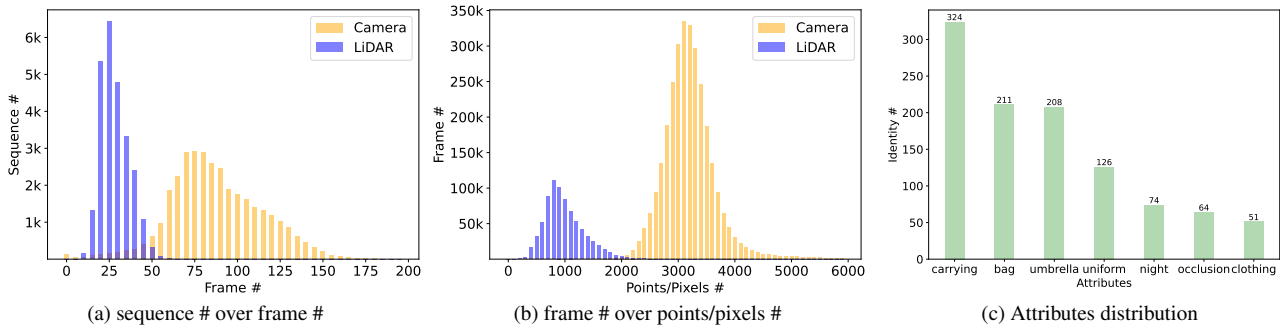 6k
5k
4k
3k
2k
1k
Sequence #
0 25 50 75 100 125 150 175 200
Frame #
Camera
LiDAR
(a) sequence # over frame #
350k
300k
250k
200k
150k
100k
50k
Frame #
0 1000 2000 3000 4000 5000 6000
Points/Pixels #
Camera
LiDAR
(b) frame # over points/pixels #
300
250
200
150
100
50
0
Identity #
324
211
208
126
74
64
51
carrying bag umbrella uniform night occlusion clothing
Attributes
(c) Attributes distribution